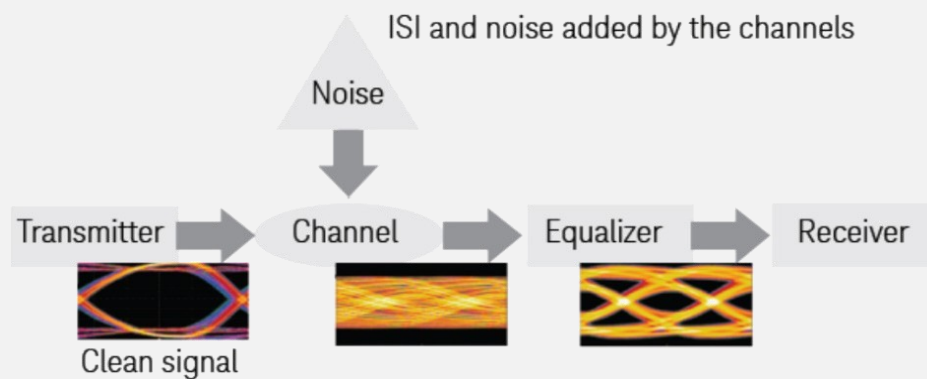 ISI and noise added by the channels
Noise
Transmitter
Channel
Equalizer
Receiver
Clean signal